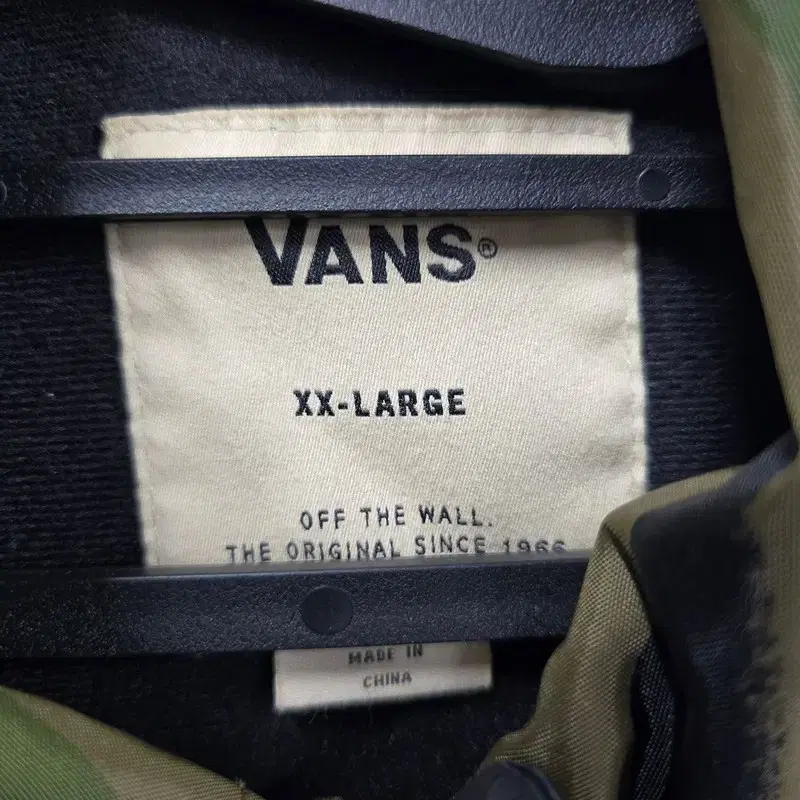 VANS®
XX-LARGE
OFF THE WALL.
THE ORIGINAL SINCE 1966
MADE IN
CHINA